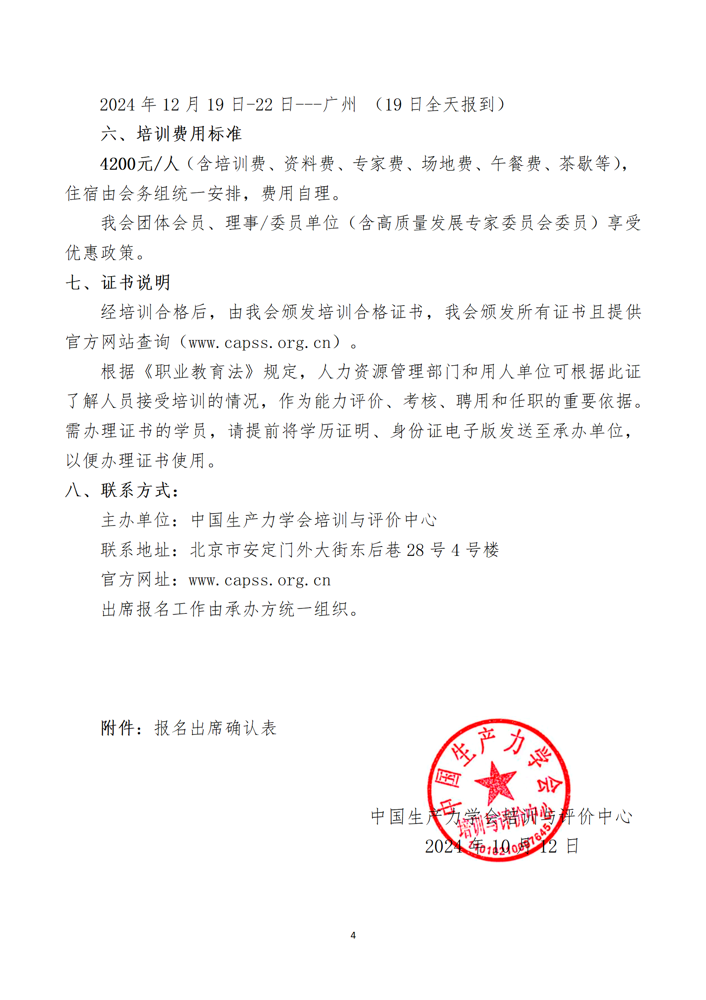 2024 年 12 月 19 日-22 日---广州 （19 日全天报到）
六、培训费用标准
4200元/人（含培训费、资料费、专家费、场地费、午餐费、茶歇等），
住宿由会务组统一安排，费用自理。
我会团体会员、理事/委员单位（含高质量发展专家委员会委员）享受
优惠政策。
七、证书说明
经培训合格后，由我会颁发培训合格证书，我会颁发所有证书且提供
官方网站查询（www.capss.org.cn）。
根据《职业教育法》规定，人力资源管理部门和用人单位可根据此证
了解人员接受培训的情况，作为能力评价、考核、聘用和任职的重要依据。
需办理证书的学员，请提前将学历证明、身份证电子版发送至承办单位，
以便办理证书使用。
八、联系方式：
主办单位：中国生产力学会培训与评价中心
联系地址：北京市安定门外大街东后巷 28 号 4 号楼
官方网址：www.capss.org.cn
出席报名工作由承办方统一组织。
附件：报名出席确认表
中国生产力学会
培训与评价中心
中国生产力学会培训与评价中心
2024 年 10 月 12 日
4